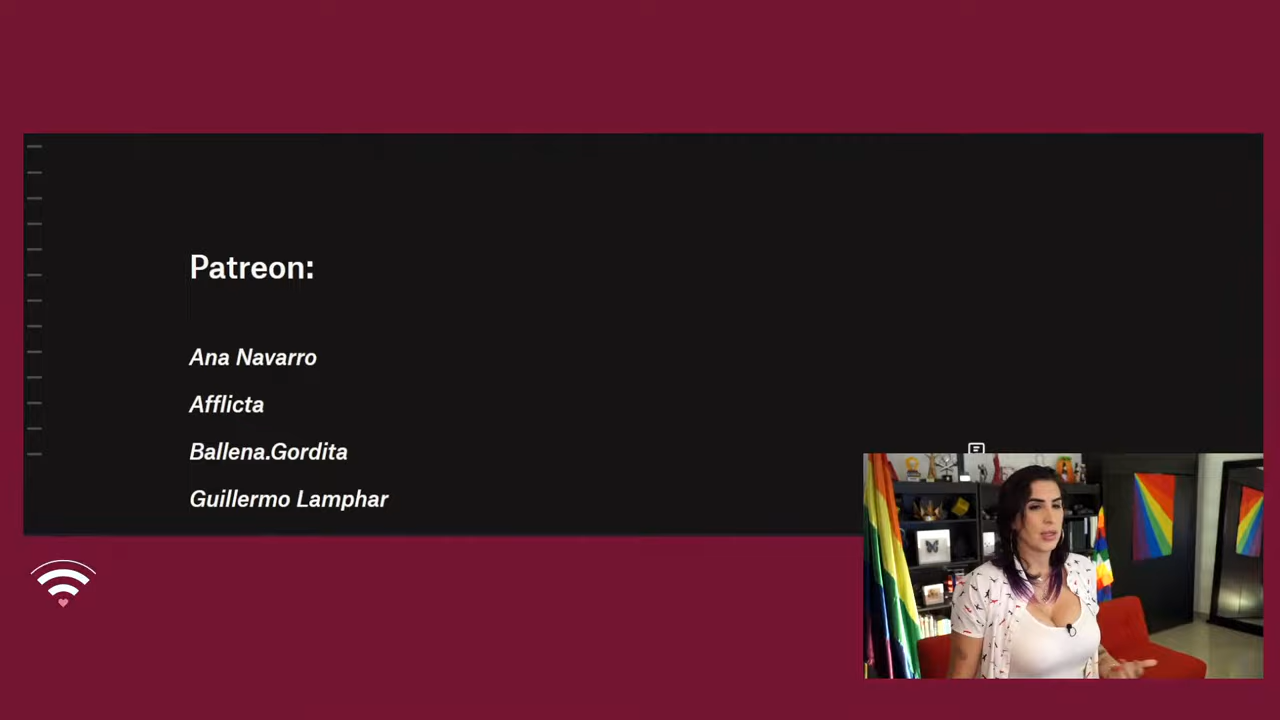 Patreon:
Ana Navarro
Afflicta
Ballena.Gordita
Guillermo Lamphar